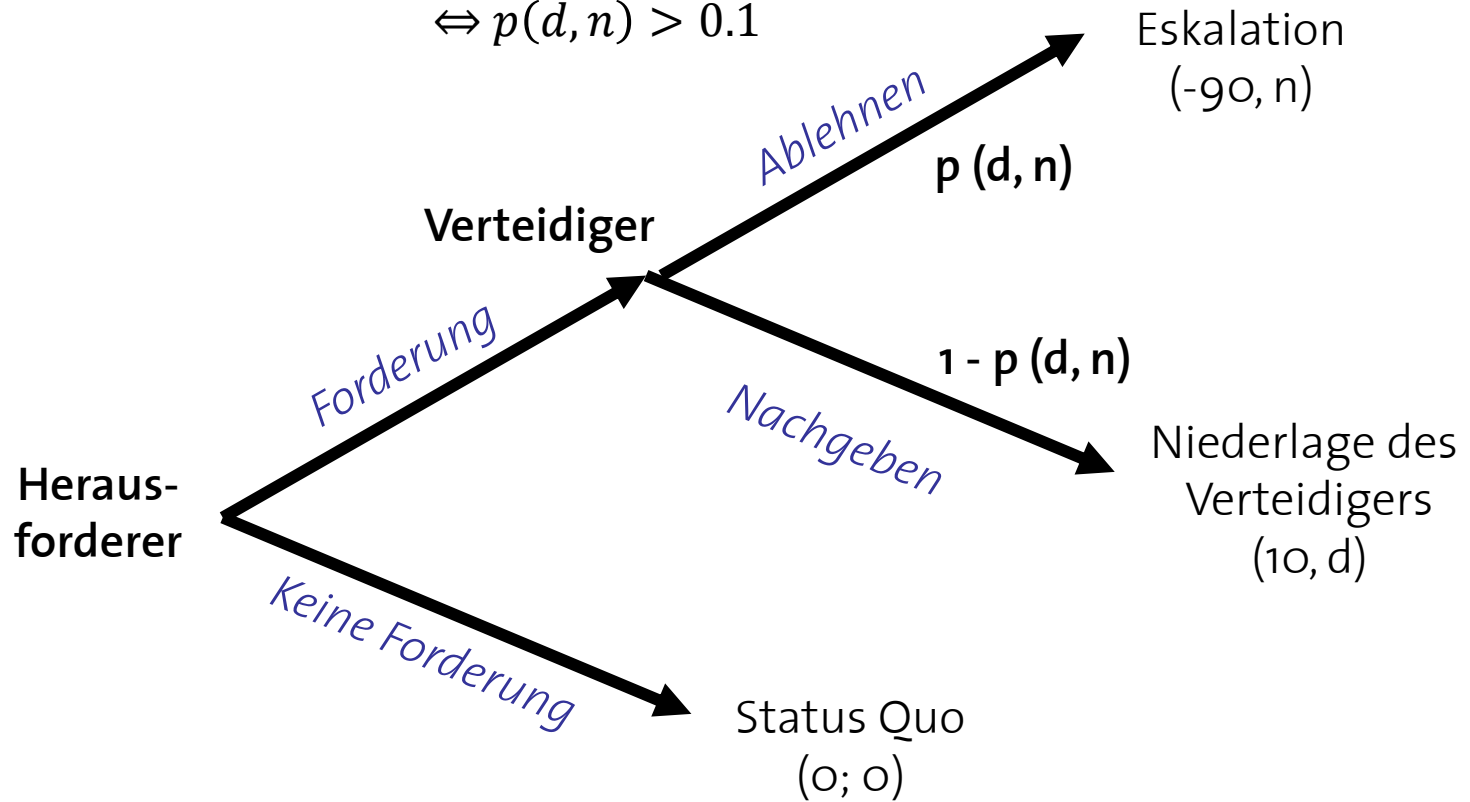 ⇔ p(d, n) > 0.1
Eskalation
(-90, n)
Ablehnen
p (d, n)
Verteidiger
Forderung
1 - p (d, n)
Nachgeben
Niederlage des
Verteidigers
(10, d)
Heraus-
forderer
Keine Forderung
Status Quo
(0; 0)